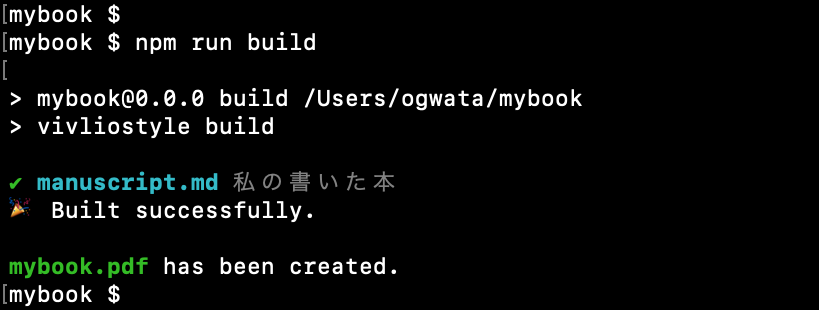 [mybook $
[mybook $ npm run build
[
> mybook@0.0.0 build /Users/ogwata/mybook
> vivliostyle build
✔ manuscript.md 私の書いた本
🎉 Built successfully.
mybook.pdf has been created.
[mybook $